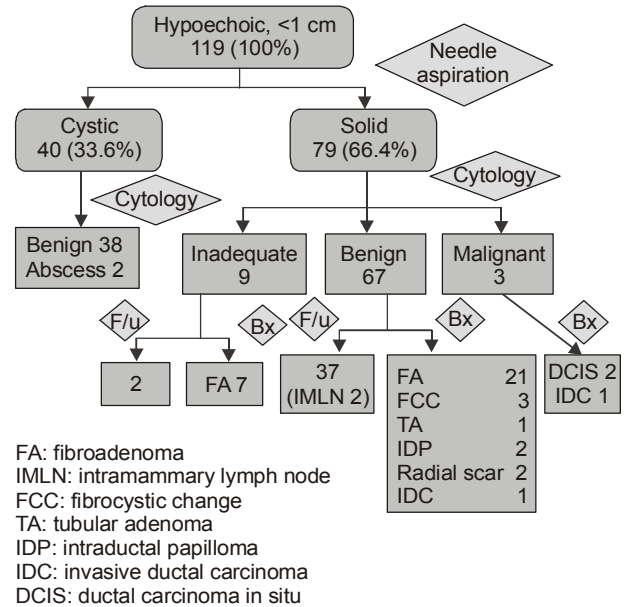 Hypoechoic, <1 cm
119 (100%)
Needle
aspiration
Cystic
40 (33.6%)
Solid
79 (66.4%)
Cytology
Cytology
Benign 38
Abscess 2
Inadequate
9
Benign
67
Malignant
3
F/u
Bx
F/u
Bx
Bx
2
FA 7
37
(IMLN 2)
FA 21
FCC 3
TA 1
IDP 2
Radial scar 2
IDC 1
DCIS 2
IDC 1
FA: fibroadenoma
IMLN: intramammary lymph node
FCC: fibrocystic change
TA: tubular adenoma
IDP: intraductal papilloma
IDC: invasive ductal carcinoma
DCIS: ductal carcinoma in situ